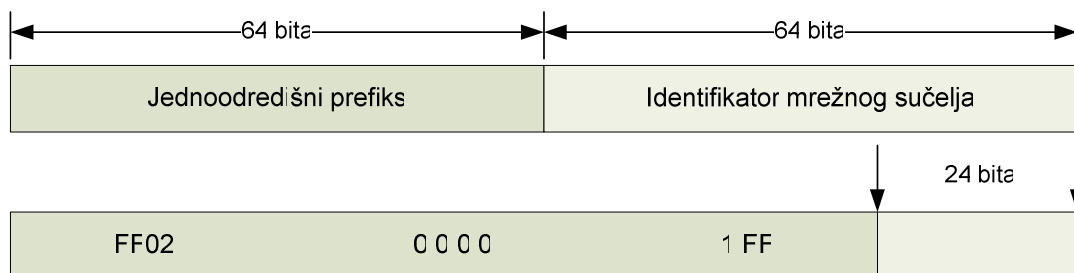 64 bita 64 bita
Jednoodredišni prefiks Identifikator mrežnog sučelja
24 bita
FF02 0 0 0 0 1 FF